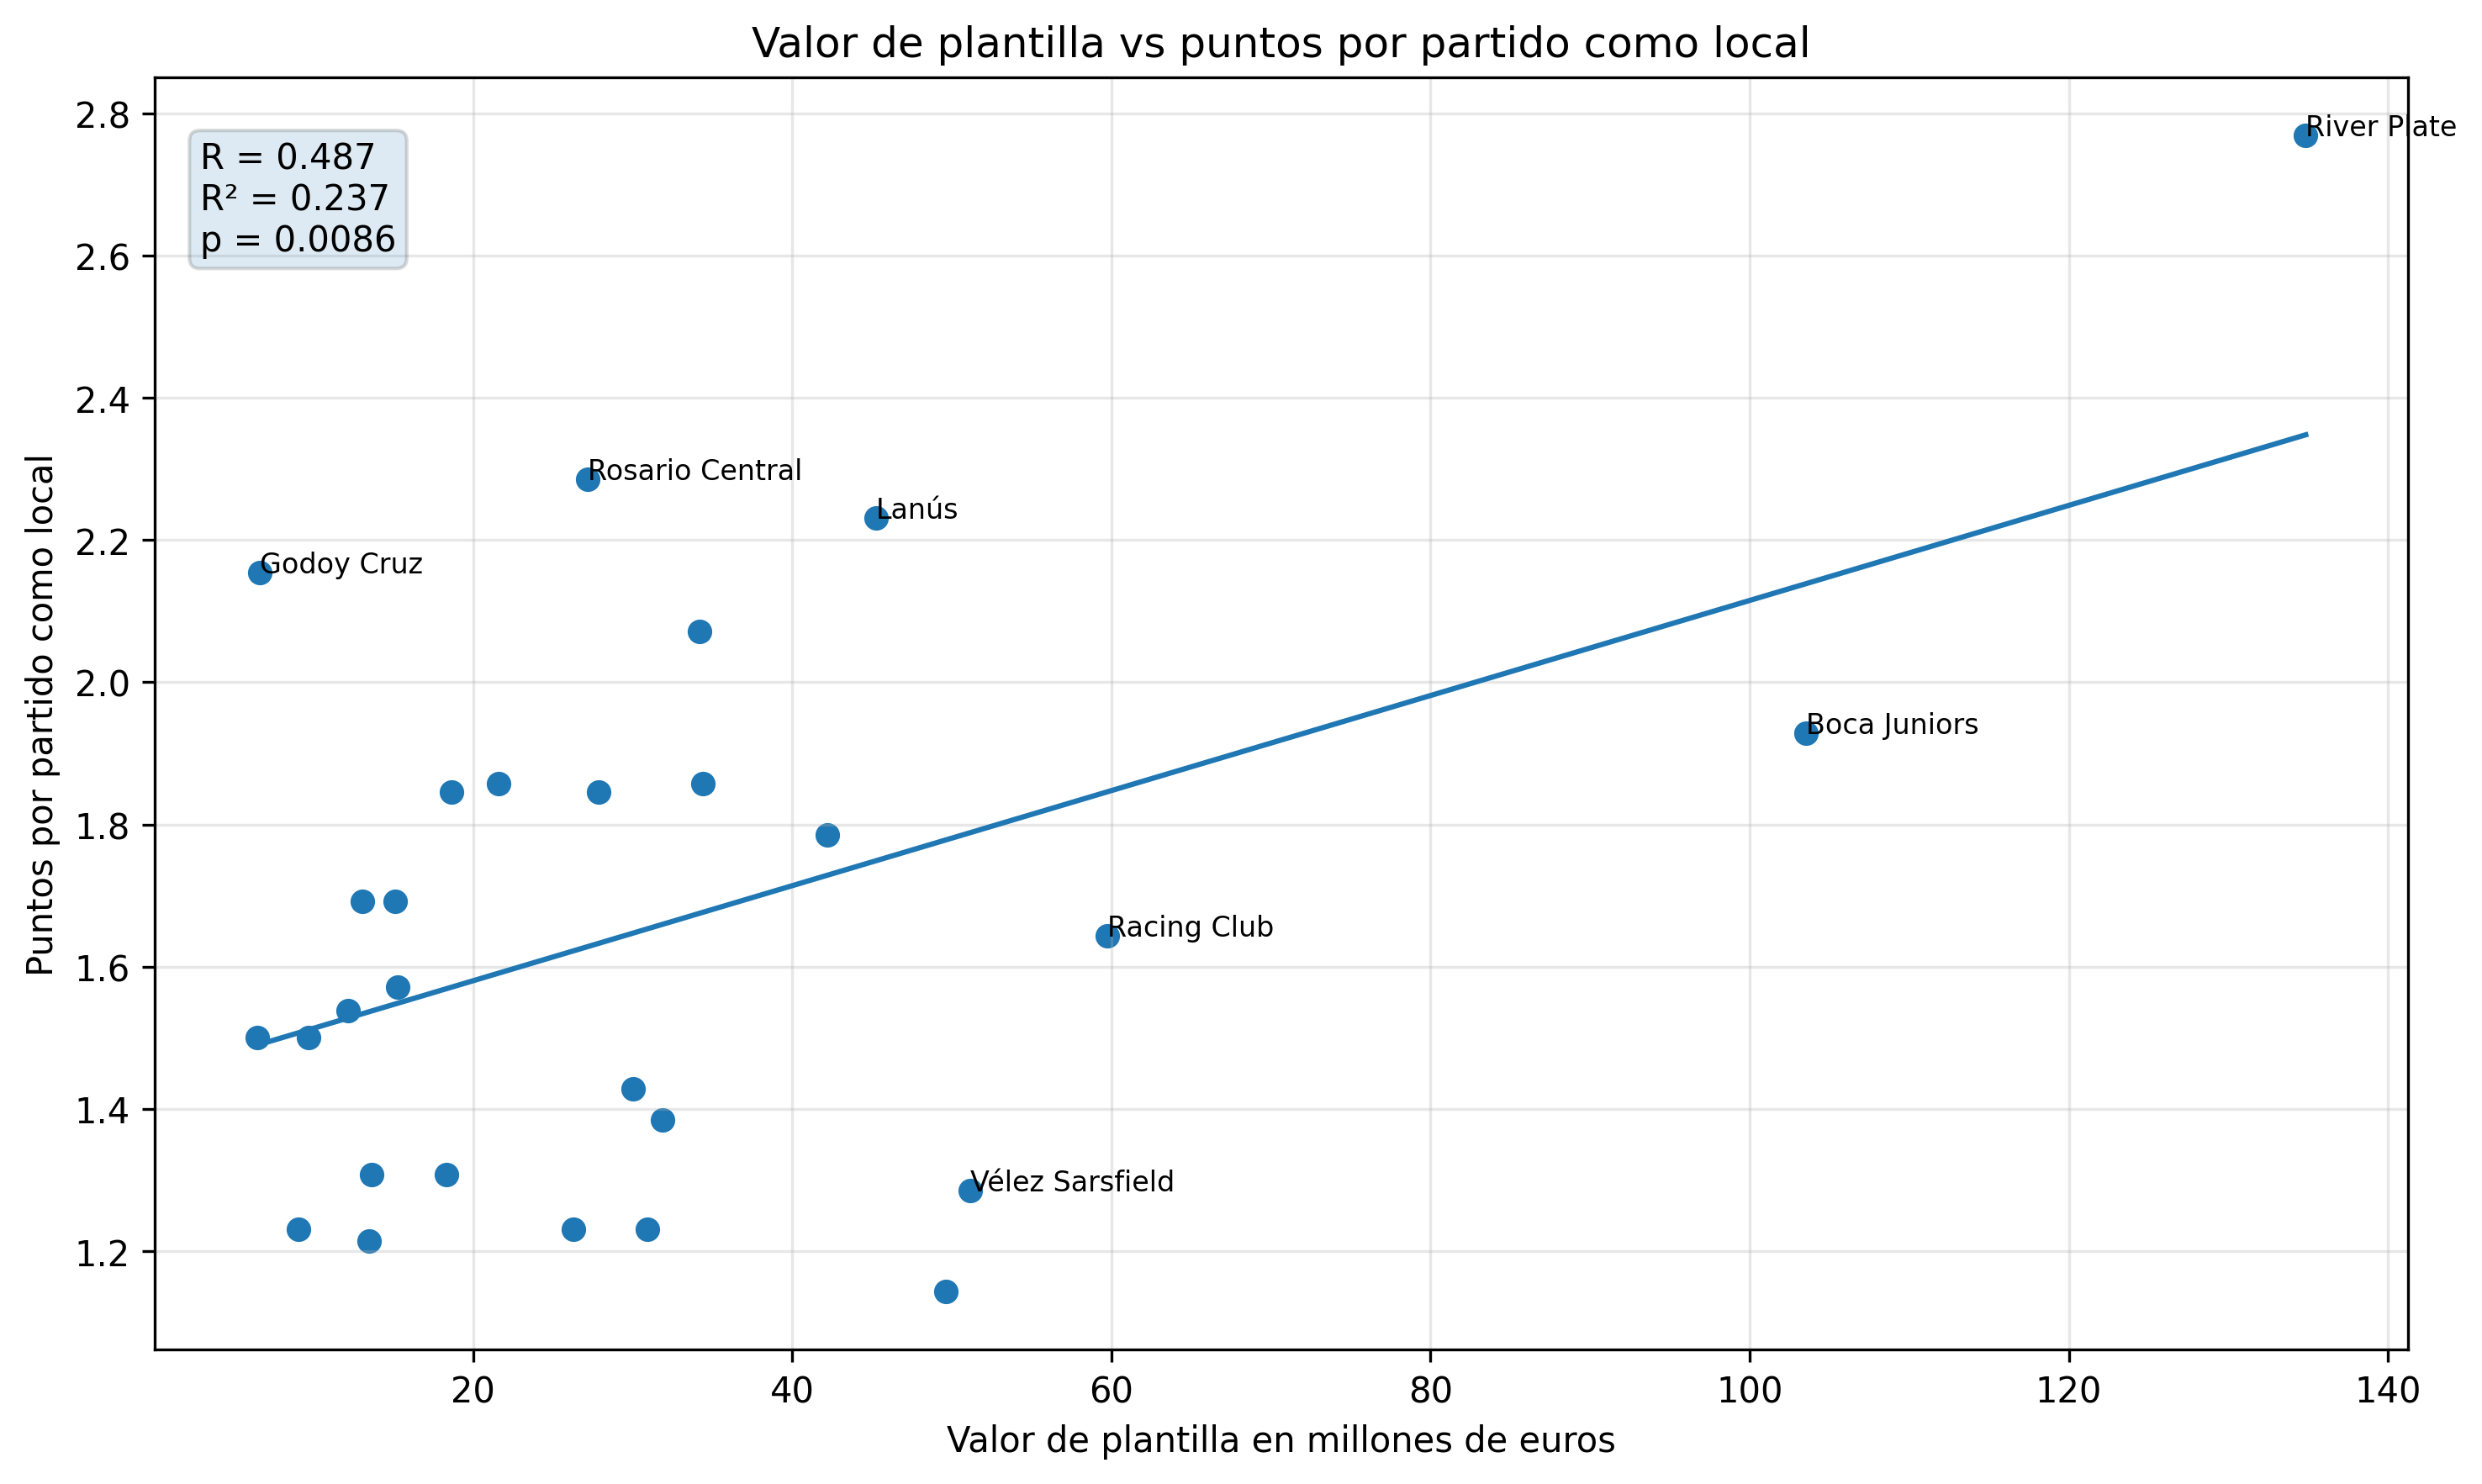 Valor de plantilla vs puntos por partido como local
R = 0.487
R² = 0.237
p = 0.0086
Puntos por partido como local
2.8
2.6
2.4
2.2
2.0
1.8
1.6
1.4
1.2
River Plate
Rosario Central
Lanús
Godoy Cruz
Boca Juniors
Racing Club
Vélez Sarsfield
20 40 60 80 100 120 140
Valor de plantilla en millones de euros